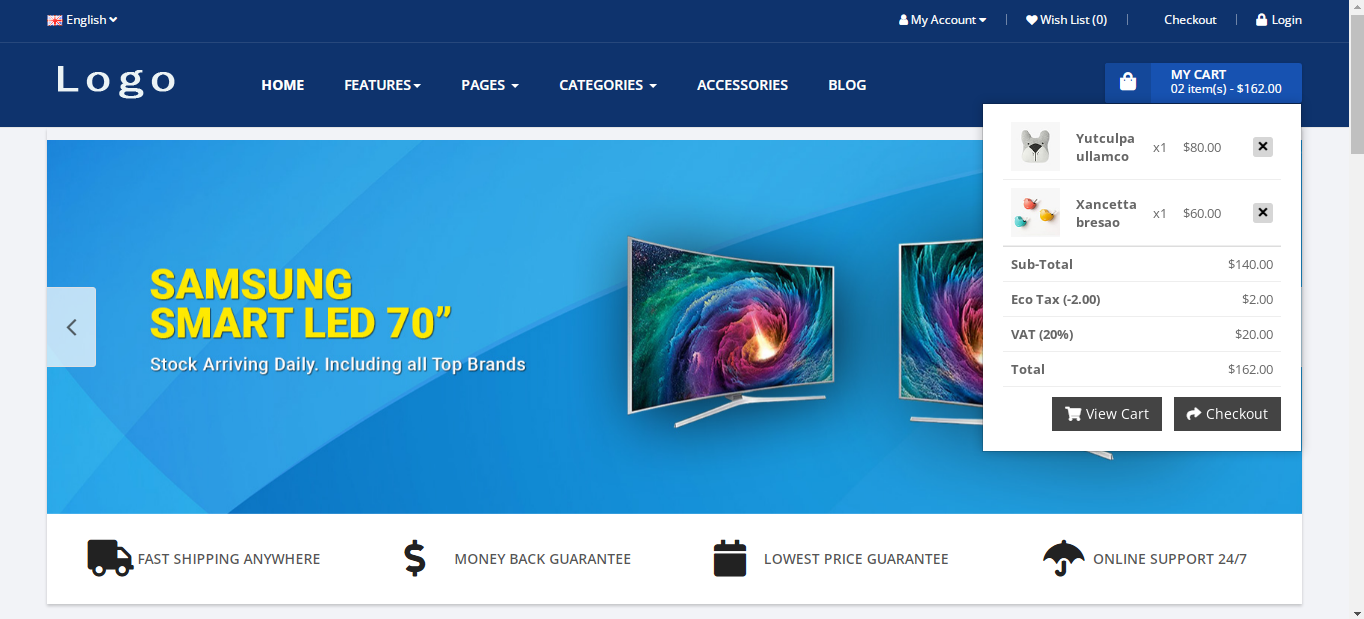 English
My Account
Wish List (0)
Checkout
Login
Logo
HOME
FEATURES
PAGES
CATEGORIES
ACCESSORIES
BLOG
MY CART
02 item(s) - $162.00
Yutculpa
ullamco
x1
$80.00
Xancetta
bresao
x1
$60.00
Sub-Total
$140.00
Eco Tax (-2.00)
$2.00
VAT (20%)
$20.00
Total
$162.00
View Cart
Checkout
SAMSUNG
SMART LED 70”
Stock Arriving Daily. Including all Top Brands
FAST SHIPPING ANYWHERE
MONEY BACK GUARANTEE
LOWEST PRICE GUARANTEE
ONLINE SUPPORT 24/7